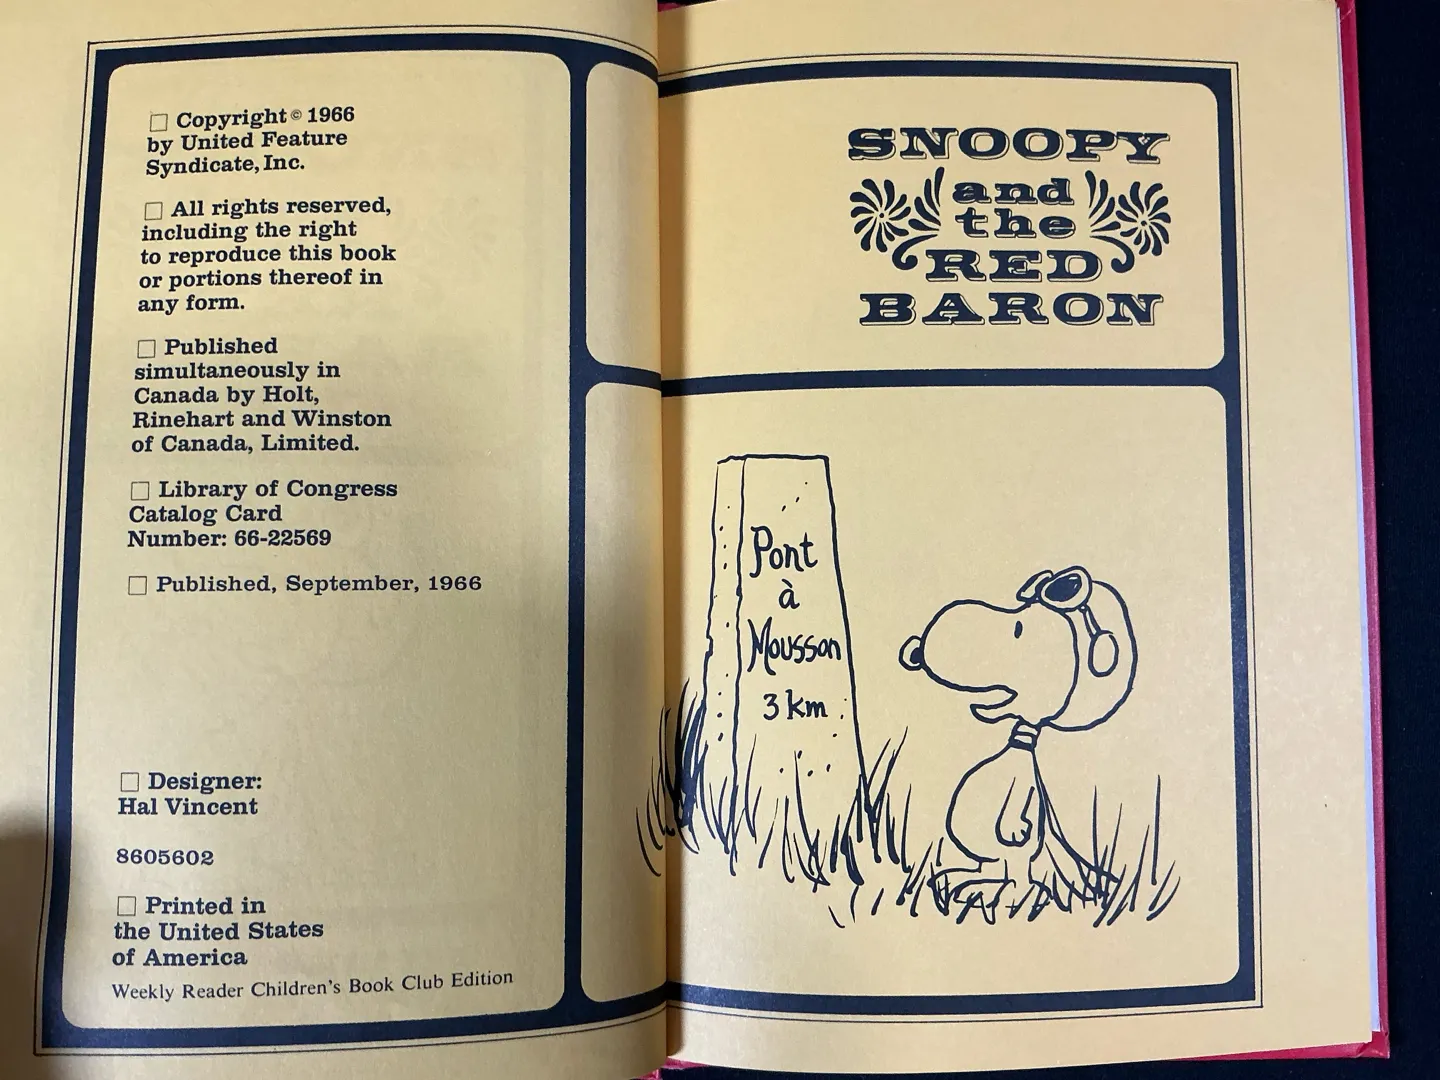 □ Copyright © 1966
by United Feature
Syndicate, Inc.
□ All rights reserved,
including the right
to reproduce this book
or portions thereof in
any form.
□ Published
simultaneously in
Canada by Holt,
Rinehart and Winston
of Canada, Limited.
□ Library of Congress
Catalog Card
Number: 66-22569
□ Published, September, 1966
□ Designer:
Hal Vincent
8605602
□ Printed in
the United States
of America
Weekly Reader Children's Book Club Edition
SNOOPY
and
the
RED
BARON
Pont
à
Mousson
3 km